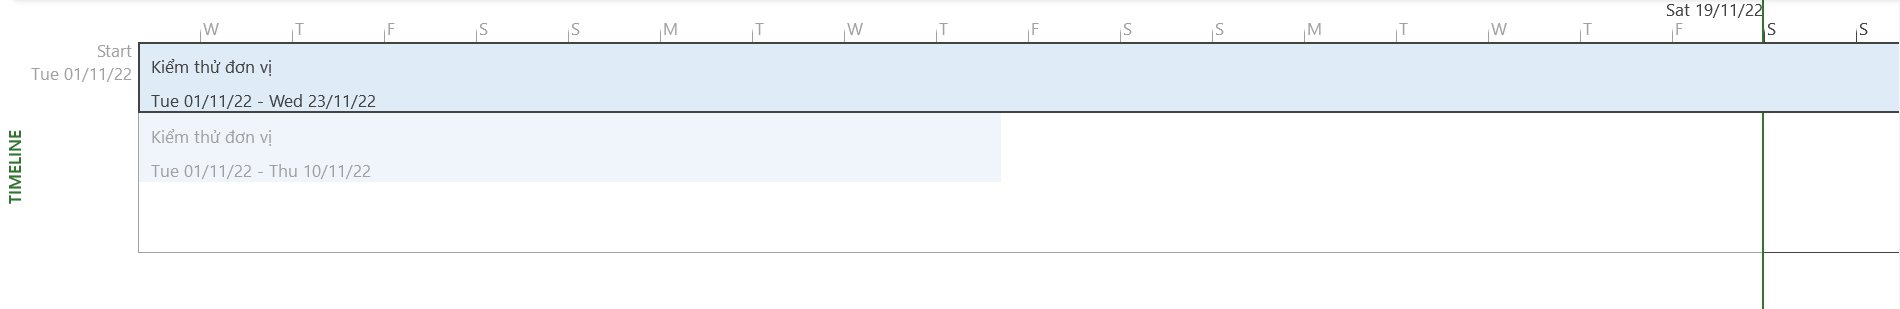 Sat 19/11/22
W T F S S M T W T F S S M T W T F S S
Start
Tue 01/11/22
Kiểm thử đơn vị
Tue 01/11/22 - Wed 23/11/22
Kiểm thử đơn vị
Tue 01/11/22 - Thu 10/11/22
TIMELINE